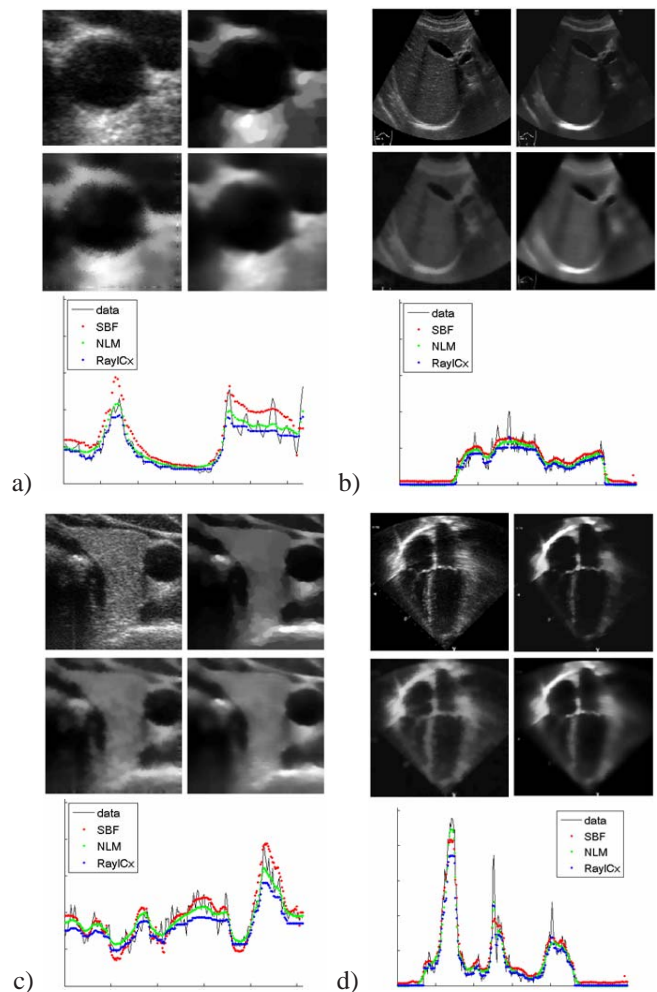 data
SBF
NLM
RaylCx
a)
data
SBF
NLM
RaylCx
b)
data
SBF
NLM
RaylCx
c)
data
SBF
NLM
RaylCx
d)